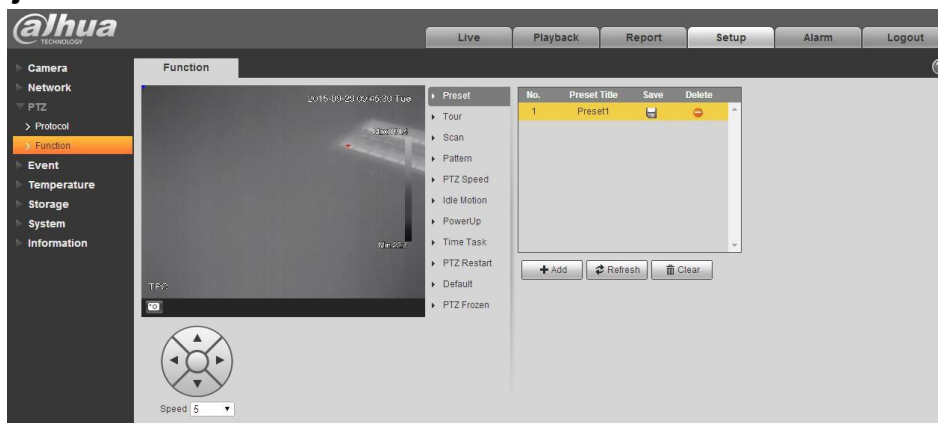 alhua
TECHNOLOGY
Live
Playback
Report
Setup
Alarm
Logout
Camera
Network
PTZ
Protocol
Function
Event
Temperature
Storage
System
Information
Function
2015-09-29 09:46:30 Tue
TPC
Speed 5
Preset
Tour
Scan
Pattern
PTZ Speed
Idle Motion
PowerUp
Time Task
PTZ Restart
Default
PTZ Frozen
No. Preset Title Save Delete
1 Preset1
Add
Refresh
Clear